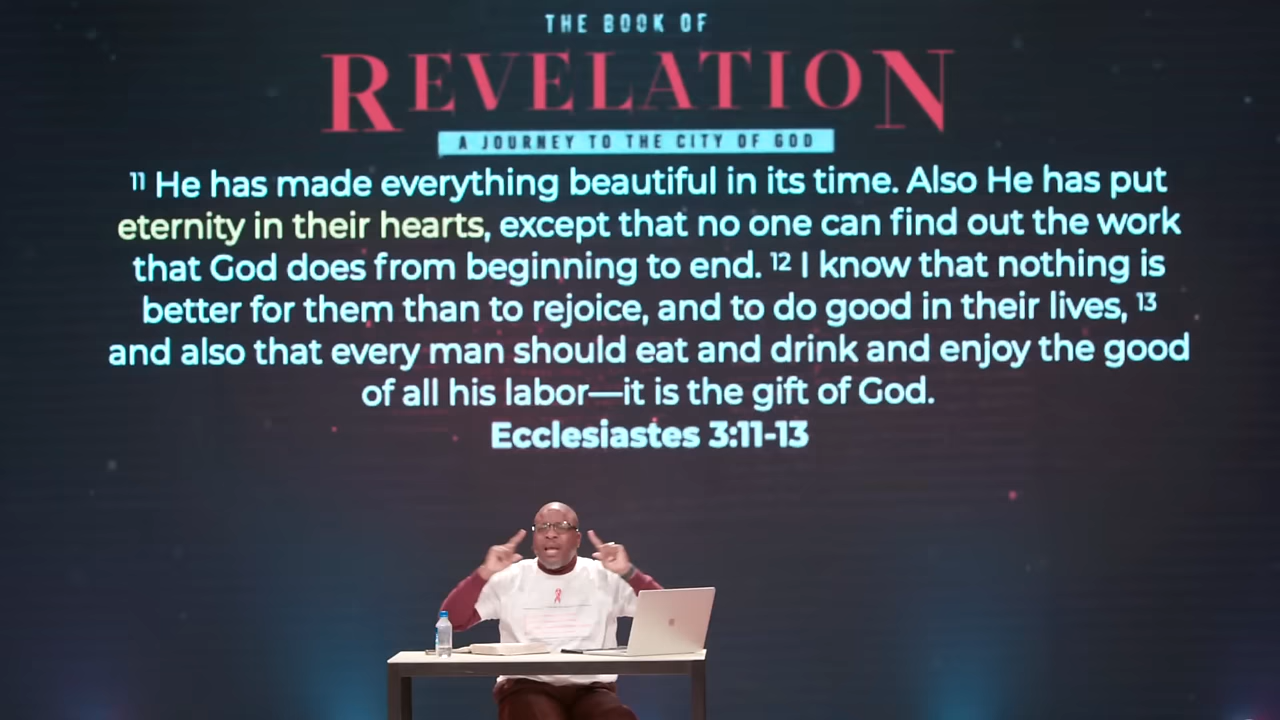 THE BOOK OF
REVELATION
A JOURNEY TO THE CITY OF GOD
11 He has made everything beautiful in its time. Also He has put
eternity in their hearts, except that no one can find out the work
that God does from beginning to end. 12 I know that nothing is
better for them than to rejoice, and to do good in their lives, 13
and also that every man should eat and drink and enjoy the good
of all his labor—it is the gift of God.
Ecclesiastes 3:11-13